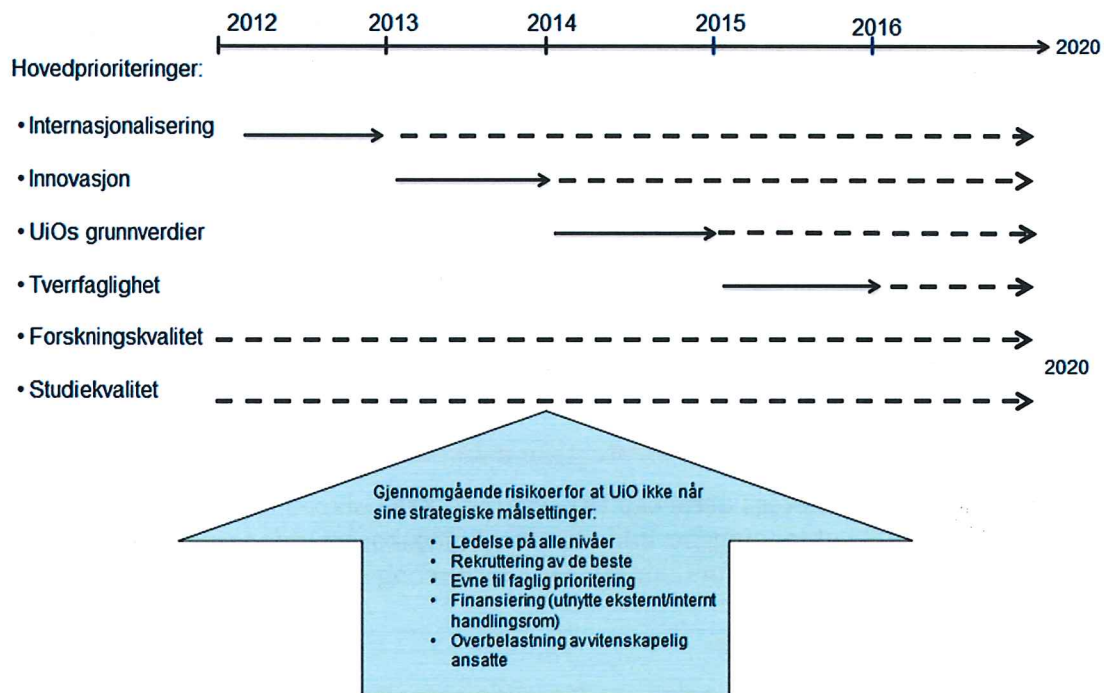 2012 2013 2014 2015 2016
2020
Hovedprioriteringer:
• Internasjonalisering
• Innovasjon
• UiOs grunnverdier
• Tverrfaglighet
• Forskningskvalitet
2020
• Studiekvalitet
Gjennomgående risikoer for at UiO ikke når
sine strategiske målsettinger:
• Ledelse på alle nivåer
• Rekruttering av de beste
• Evne til faglig prioritering
• Finansiering (utnytte eksternt/internt
handlingsrom)
• Overbelastning av vitenskapelig
ansatte